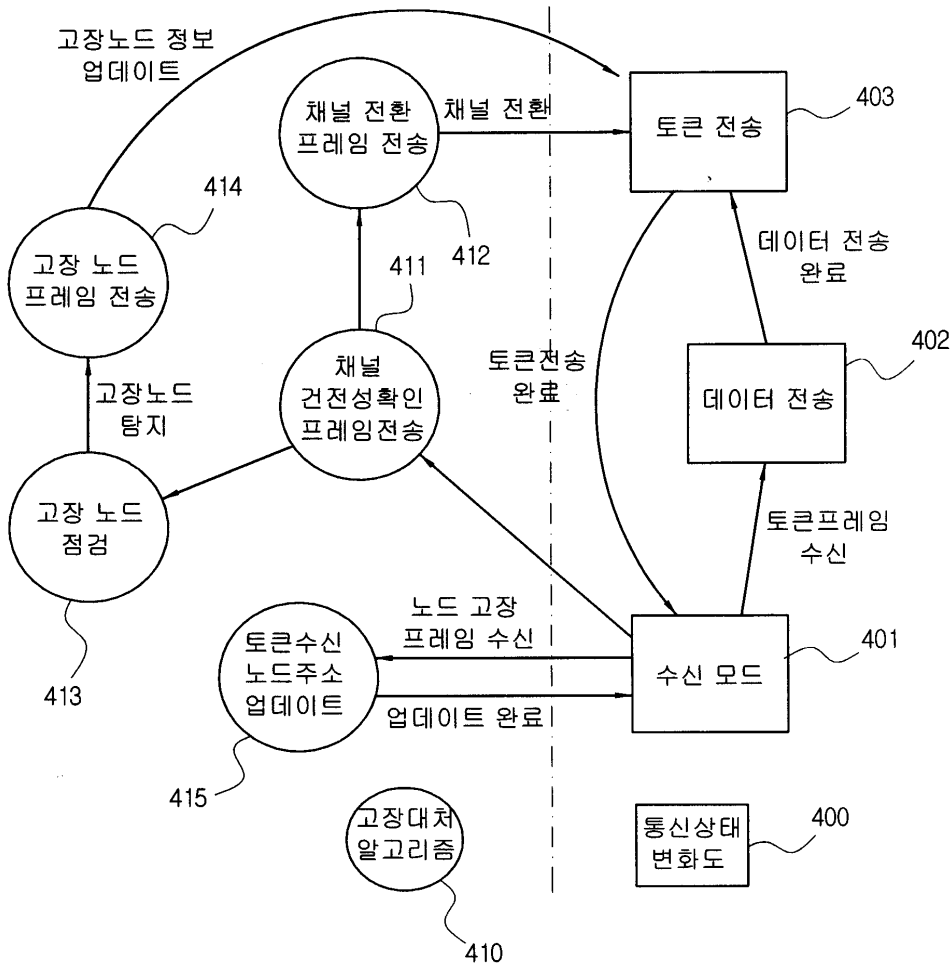 고장노드 정보
업데이트
채널 전환
프레임 전송
채널 전환
토큰 전송
403
414
412
고장 노드
프레임 전송
411
데이터 전송
완료
402
채널
건전성확인
프레임전송
토큰전송
완료
데이터 전송
고장노드
탐지
고장 노드
점검
토큰프레임
수신
413
노드 고장
프레임 수신
401
토큰수신
노드주소
업데이트
수신 모드
업데이트 완료
415
고장대처
알고리즘
통신상태
변화도
400
410